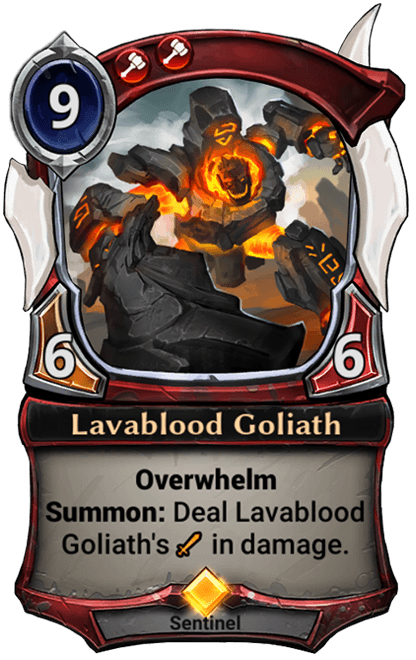 9
6
6
Lavablood Goliath
Overwhelm
Summon: Deal Lavablood
Goliath's in damage.
Sentinel